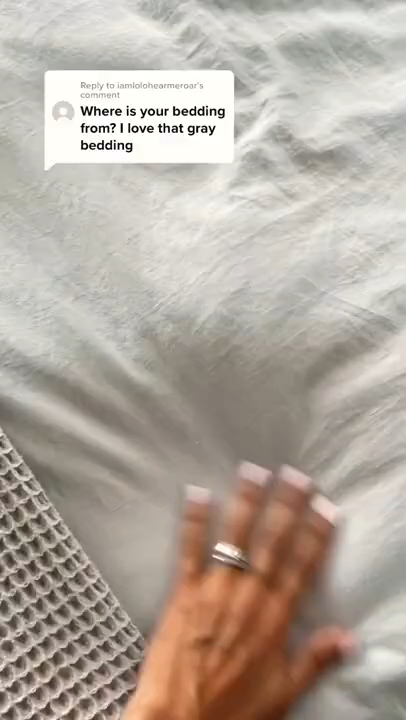 Reply to iamlolohearmeroar's
comment
Where is your bedding
from? I love that gray
bedding